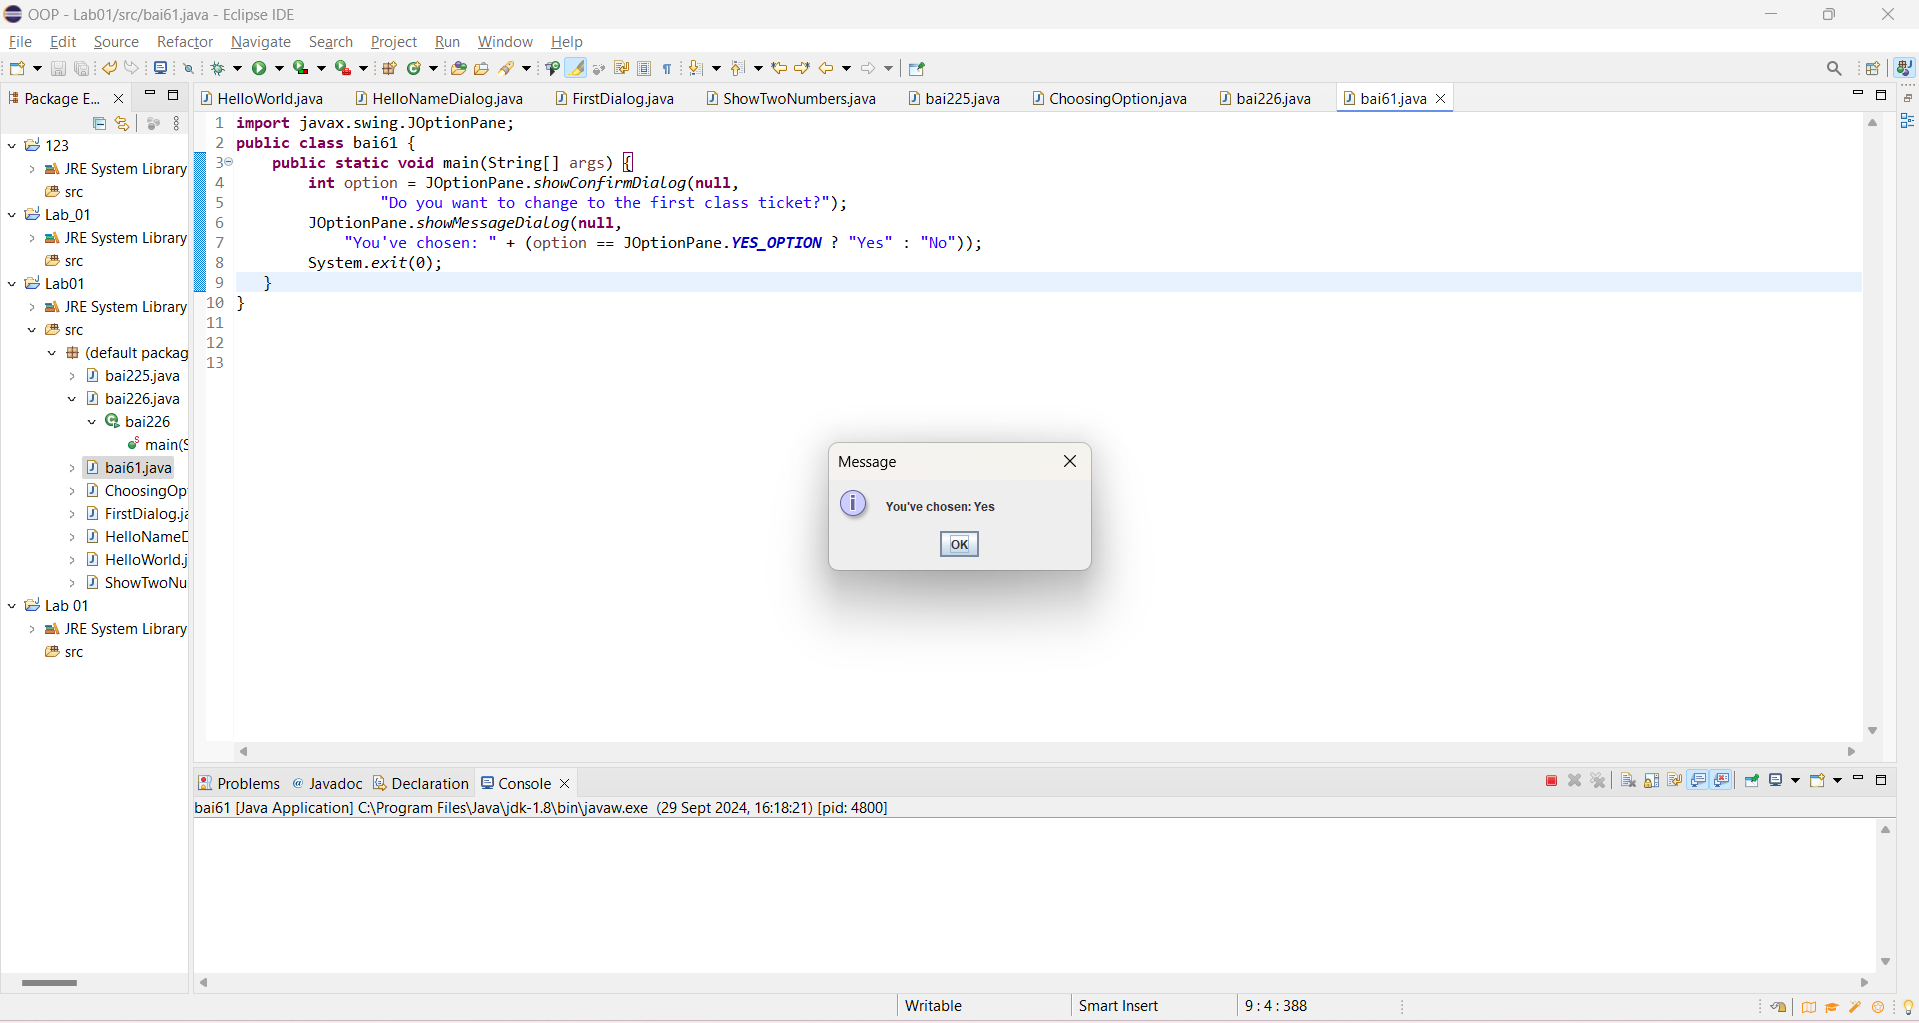 OOP - Lab01/src/bai61.java - Eclipse IDE
File Edit Source Refactor Navigate Search Project Run Window Help
Package E...
HelloWorld.java HelloNameDialog.java FirstDialog.java ShowTwoNumbers.java bai225.java ChoosingOption.java bai226.java bai61.java
123
JRE System Library
src
Lab_01
JRE System Library
src
Lab01
JRE System Library
src
(default packag
bai225.java
bai226.java
bai226
main(S
bai61.java
ChoosingOp
FirstDialog.ja
HelloNameD
HelloWorld.j
ShowTwoNu
Lab 01
JRE System Library
src
1 import javax.swing.JOptionPane;
2 public class bai61 {
3 public static void main(String[] args) {
4 int option = JOptionPane.showConfirmDialog(null,
5 "Do you want to change to the first class ticket?");
6 JOptionPane.showMessageDialog(null,
7 "You've chosen: " + (option == JOptionPane.YES_OPTION ? "Yes" : "No"));
8 System.exit(0);
9 }
10 }
11
12
13
Message
You've chosen: Yes
OK
Problems Javadoc Declaration Console
bai61 [Java Application] C:\Program Files\Java\jdk-1.8\bin\javaw.exe (29 Sept 2024, 16:18:21) [pid: 4800]
Writable Smart Insert 9 : 4 : 388